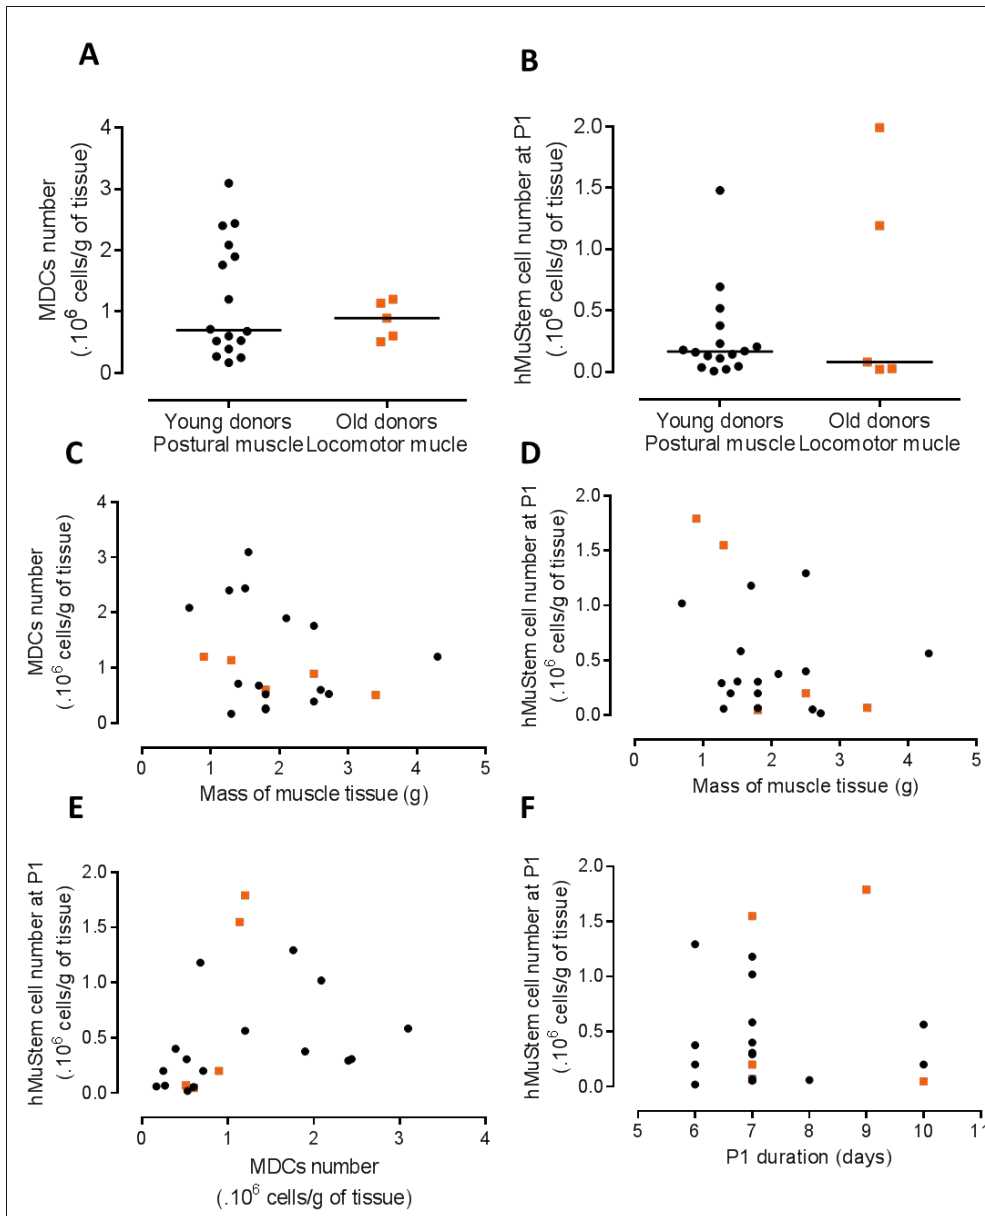 A
MDCs number
(.10⁶ cells/g of tissue)
4
3
2
1
0
Young donors
Postural muscle
Old donors
Locomotor mucle
B
hMuStem cell number at P1
(.10⁶ cells/g of tissue)
2.0
1.5
1.0
0.5
0.0
Young donors
Postural muscle
Old donors
Locomotor mucle
C
MDCs number
(.10⁶ cells/g of tissue)
4
3
2
1
0
0 1 2 3 4 5
Mass of muscle tissue (g)
D
hMuStem cell number at P1
(.10⁶ cells/g of tissue)
2.0
1.5
1.0
0.5
0.0
0 1 2 3 4 5
Mass of muscle tissue (g)
E
hMuStem cell number at P1
(.10⁶ cells/g of tissue)
2.0
1.5
1.0
0.5
0.0
0 1 2 3 4
MDCs number
(.10⁶ cells/g of tissue)
F
hMuStem cell number at P1
(.10⁶ cells/g of tissue)
2.0
1.5
1.0
0.5
0.0
5 6 7 8 9 10 11
P1 duration (days)